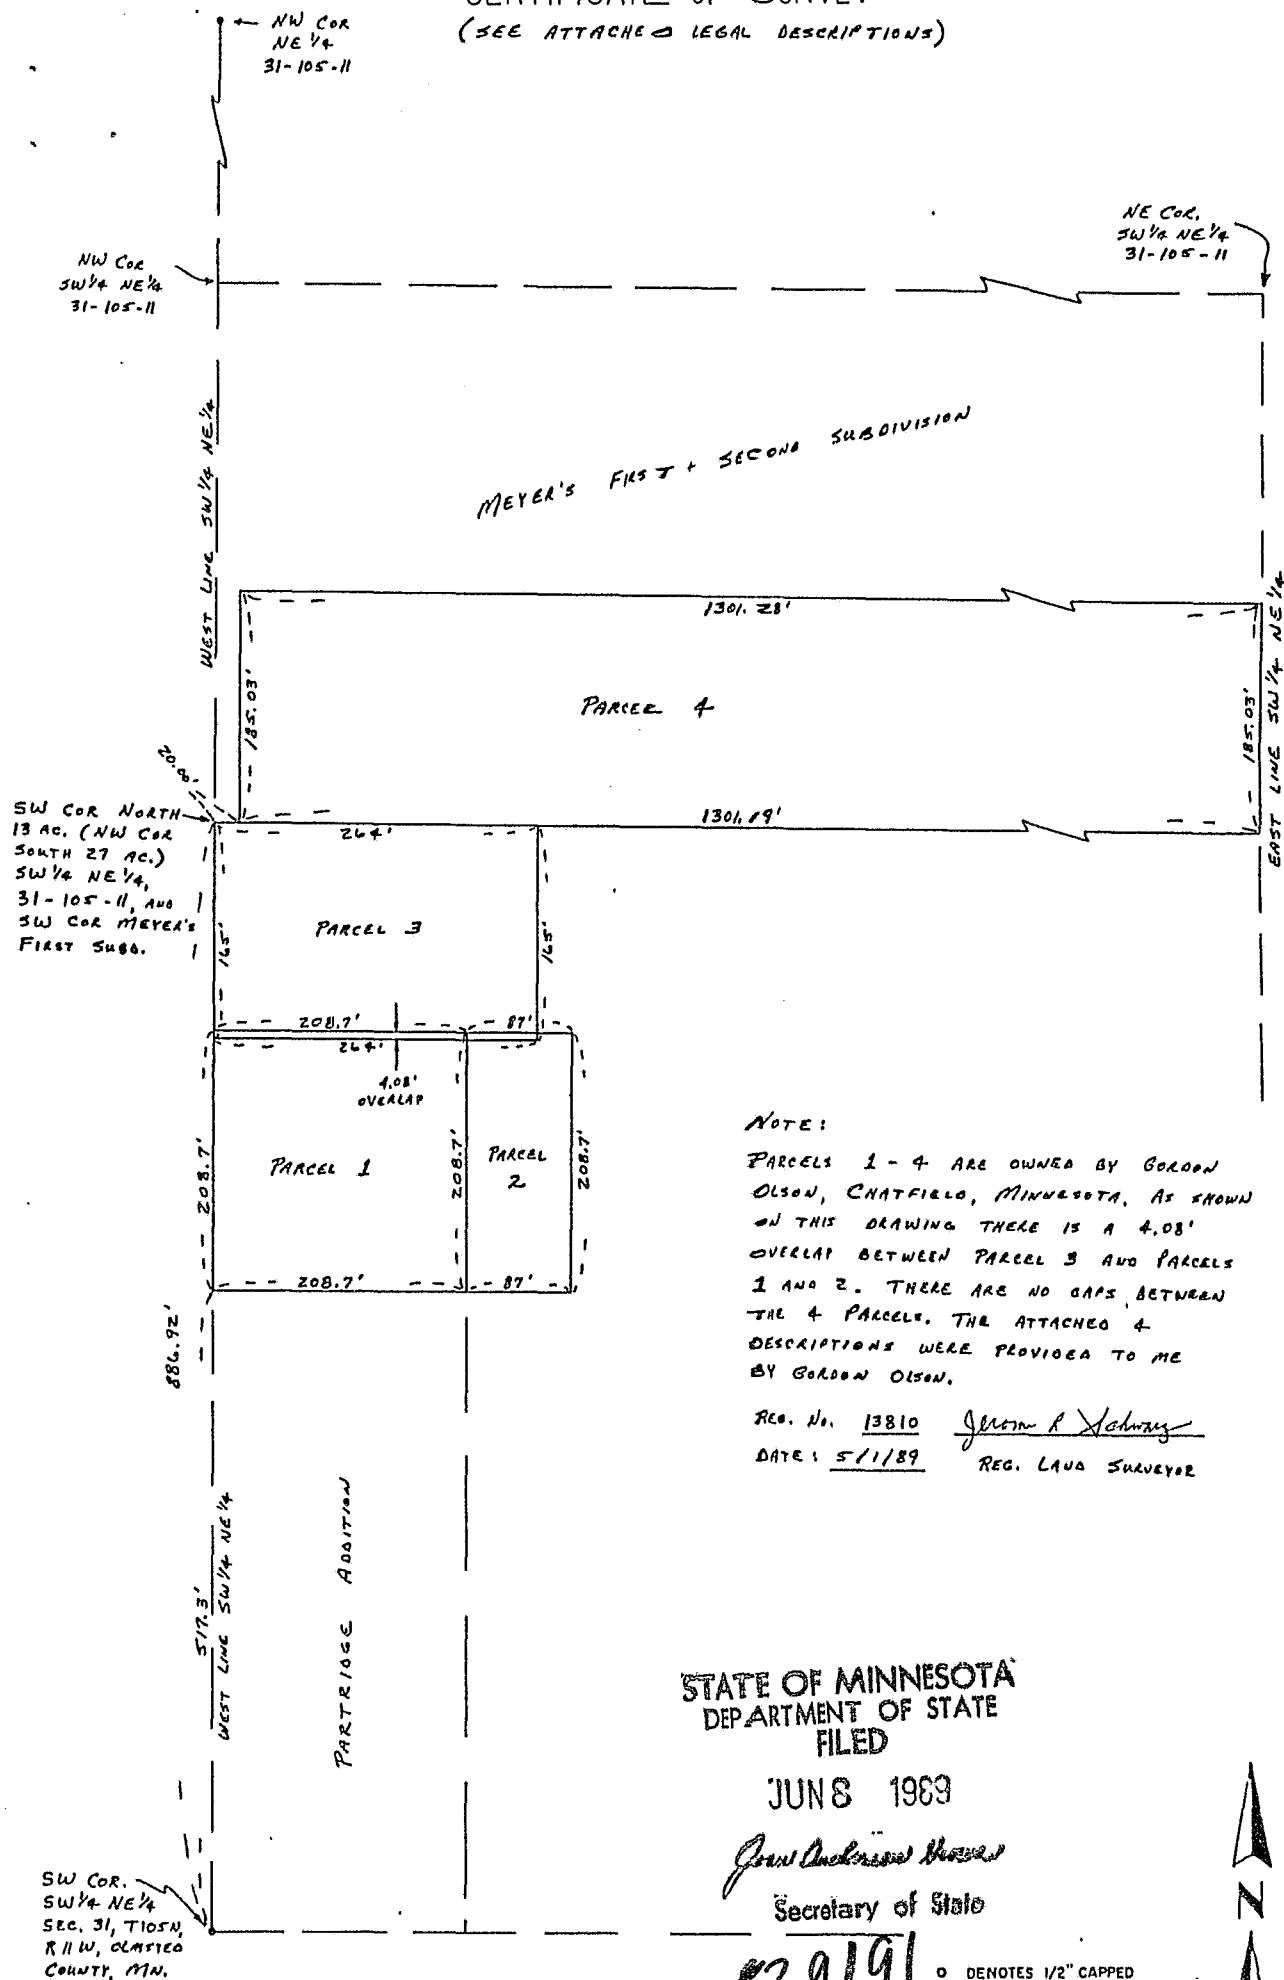 CERTIFICATE OF SURVEY
(SEE ATTACHED LEGAL DESCRIPTIONS)
NW COR
NE 1/4
31-105-11
NE COR.
SW 1/4 NE 1/4
31-105-11
NW COR
SW 1/4 NE 1/4
31-105-11
WEST LINE SW 1/4 NE 1/4
MEYER'S FIRST + SECOND SUBDIVISION
EAST LINE SW 1/4 NE 1/4
1301.28'
185.03'
PARCEL 4
185.03'
20.8'
SW COR NORTH
13 AC. (NW COR
SOUTH 27 AC.)
SW 1/4 NE 1/4,
31-105-11, AND
SW COR MEYER'S
FIRST SUBD.
264'
1301.19'
165'
PARCEL 3
165'
208.7'
87'
264'
4.08'
OVERLAP
208.7'
PARCEL 1
208.7'
PARCEL
2
208.7'
208.7'
87'
886.92'
NOTE:
PARCELS 1-4 ARE OWNED BY GORDON
OLSON, CHATFIELD, MINNESOTA. AS SHOWN
ON THIS DRAWING THERE IS A 4.08'
OVERLAP BETWEEN PARCEL 3 AND PARCELS
1 AND 2. THERE ARE NO GAPS BETWEEN
THE 4 PARCELS. THE ATTACHED 4
DESCRIPTIONS WERE PROVIDED TO ME
BY GORDON OLSON.
REG. NO. 13810
DATE: 5/1/89 REG. LAND SURVEYOR
517.3'
WEST LINE SW 1/4 NE 1/4
PARTRIDGE ADDITION
STATE OF MINNESOTA
DEPARTMENT OF STATE
FILED
JUN 8 1989
Secretary of State
SW COR.
SW 1/4 NE 1/4
SEC. 31, T105N,
R11W, OLMSTED
COUNTY, MN.
N
#29191
o DENOTES 1/2" CAPPED